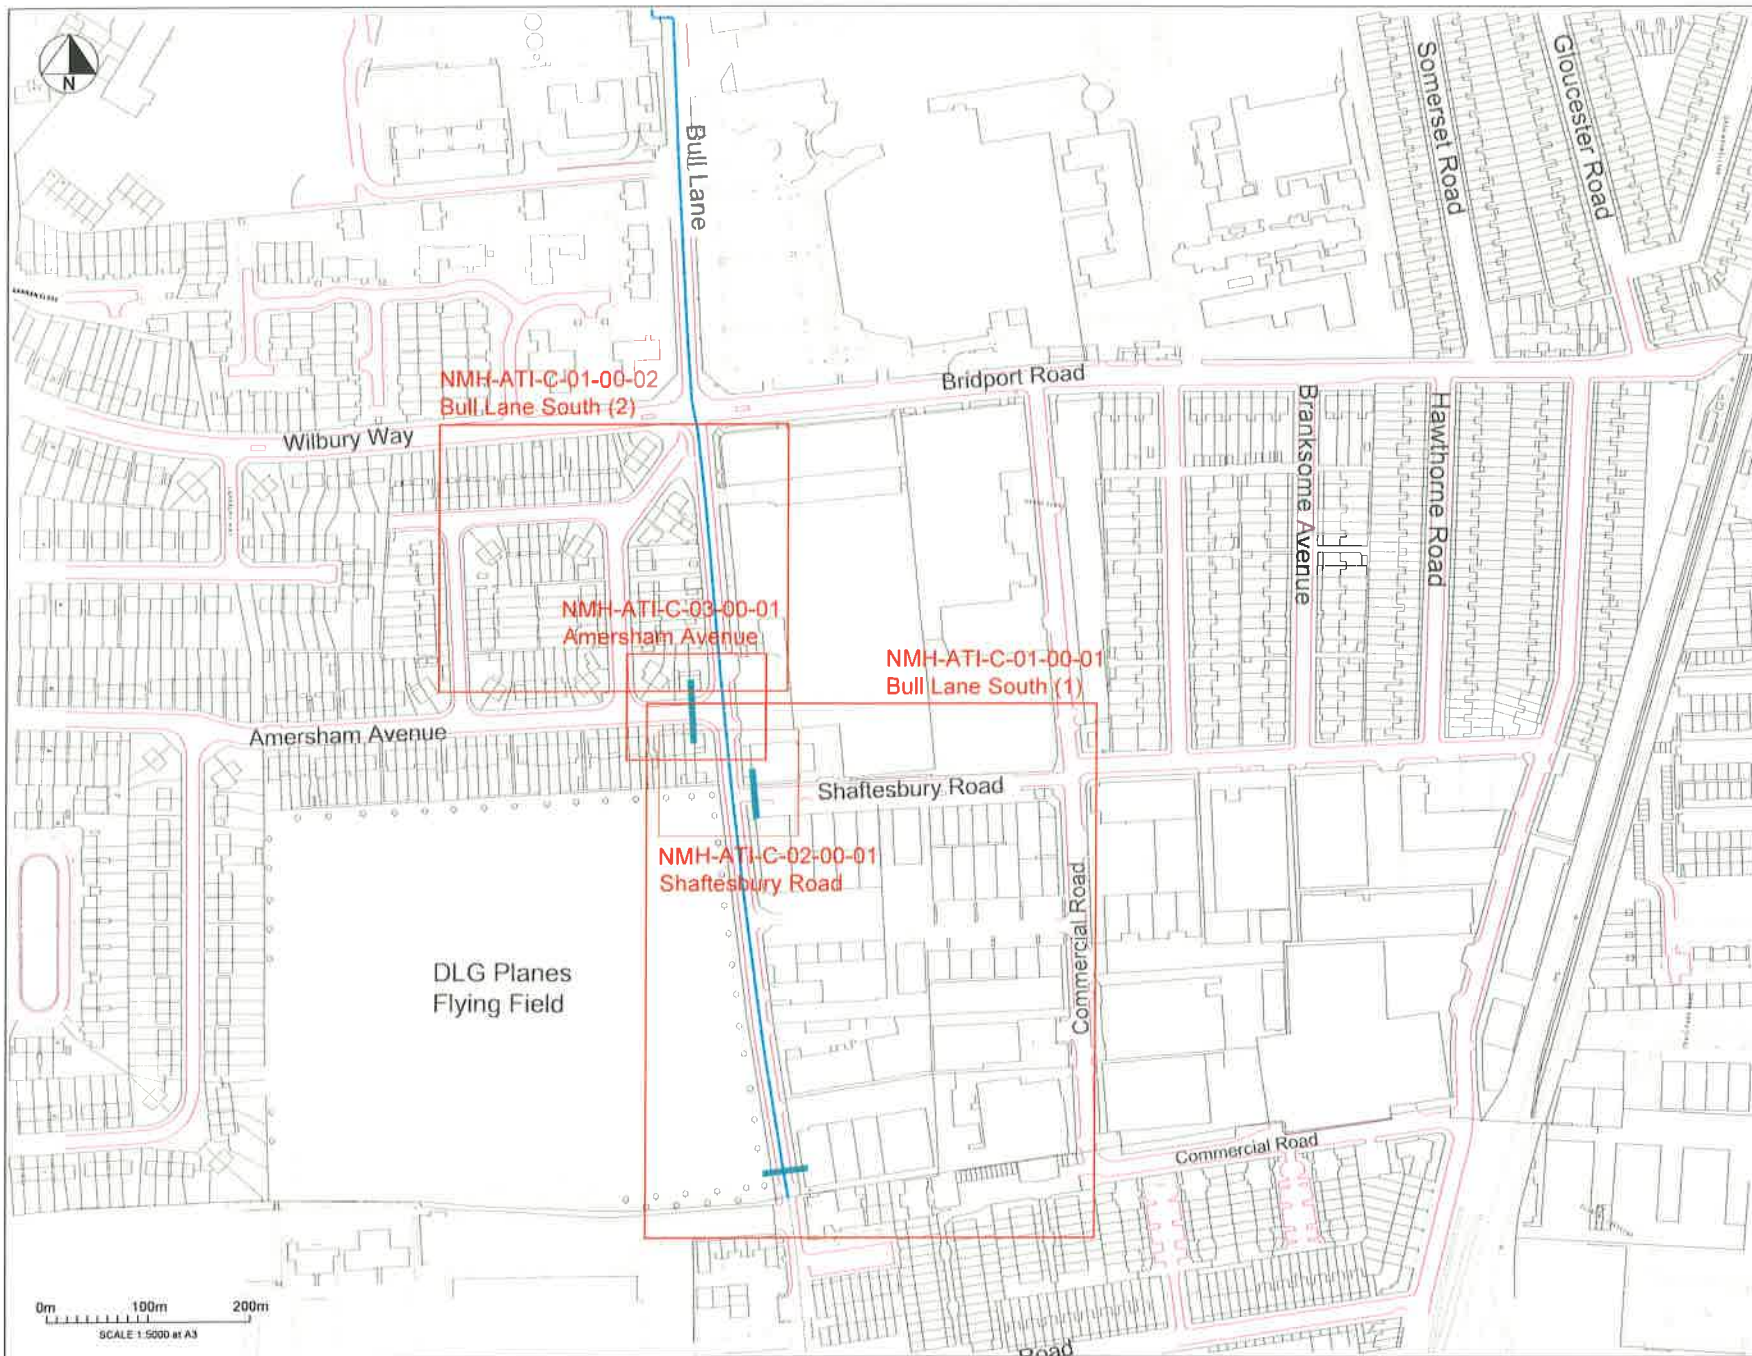 N
Bull Lane
Somerset Road
Gloucester Road
NMH-ATI-C-01-00-02
Bull Lane South (2)
Bridport Road
Wilbury Way
Branksome Avenue
Hawthorne Road
NMH-ATI-C-03-00-01
Amersham Avenue
NMH-ATI-C-01-00-01
Bull Lane South (1)
Amersham Avenue
Shaftesbury Road
NMH-ATI-C-02-00-01
Shaftesbury Road
Commercial Road
DLG Planes
Flying Field
Commercial Road
0m 100m 200m
SCALE 1:5000 at A3
Road